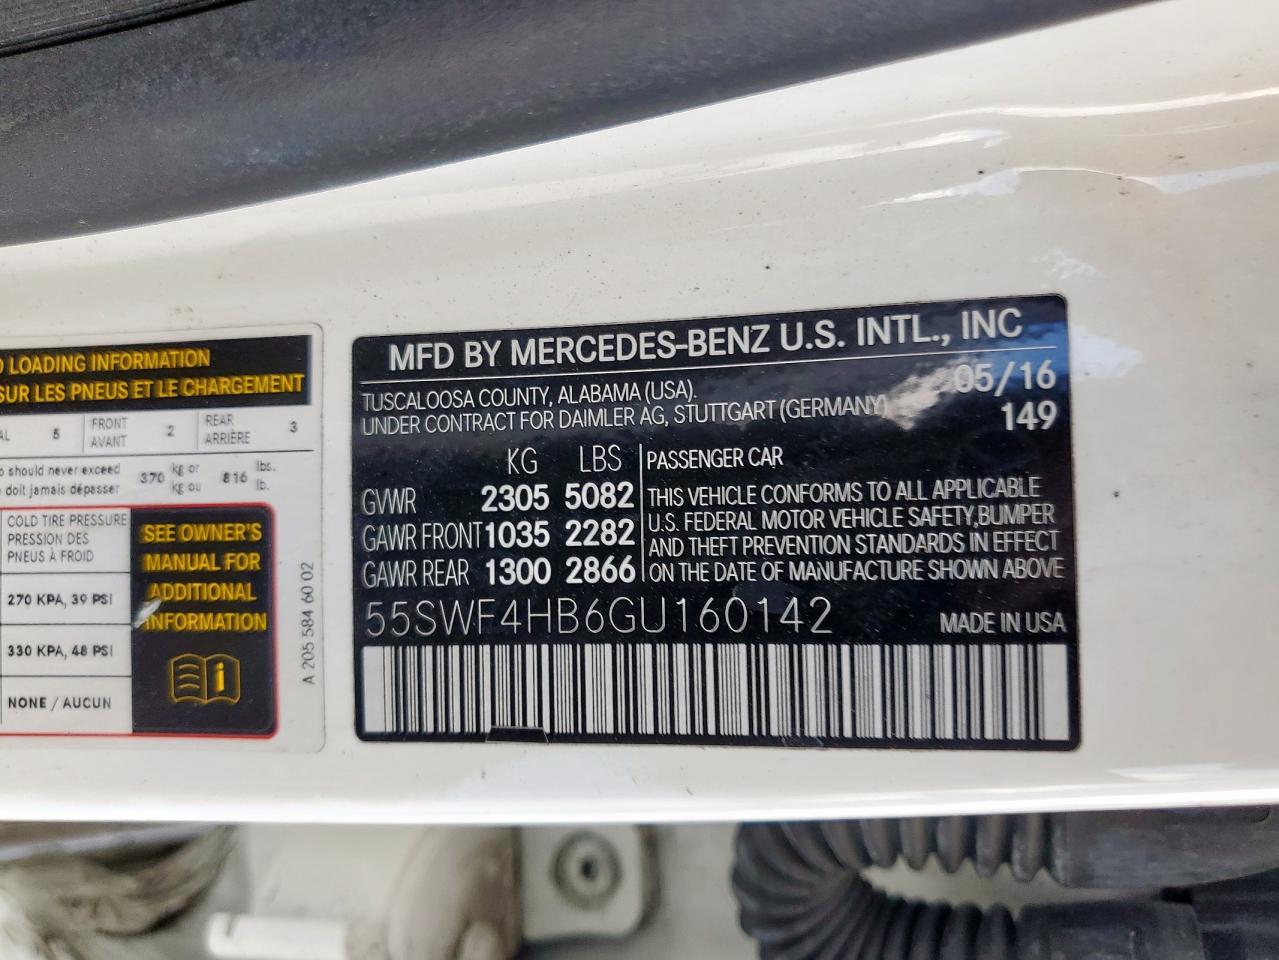 LOADING INFORMATION
SUR LES PNEUS ET LE CHARGEMENT
5 FRONT AVANT 2 REAR ARRIÈRE 3
should never exceed 370 kg or 816 lbs.
doit jamais dépasser kg ou lb.
COLD TIRE PRESSURE
PRESSION DES
PNEUS À FROID
270 KPA, 39 PSI
330 KPA, 48 PSI
NONE / AUCUN
SEE OWNER'S
MANUAL FOR
ADDITIONAL
INFORMATION
i
A 205 584 60 02
MFD BY MERCEDES-BENZ U.S. INTL., INC
TUSCALOOSA COUNTY, ALABAMA (USA). 05/16
UNDER CONTRACT FOR DAIMLER AG, STUTTGART (GERMANY) 149
KG LBS PASSENGER CAR
GVWR 2305 5082 THIS VEHICLE CONFORMS TO ALL APPLICABLE
U.S. FEDERAL MOTOR VEHICLE SAFETY,BUMPER
GAWR FRONT 1035 2282 AND THEFT PREVENTION STANDARDS IN EFFECT
GAWR REAR 1300 2866 ON THE DATE OF MANUFACTURE SHOWN ABOVE
55SWF4HB6GU160142 MADE IN USA